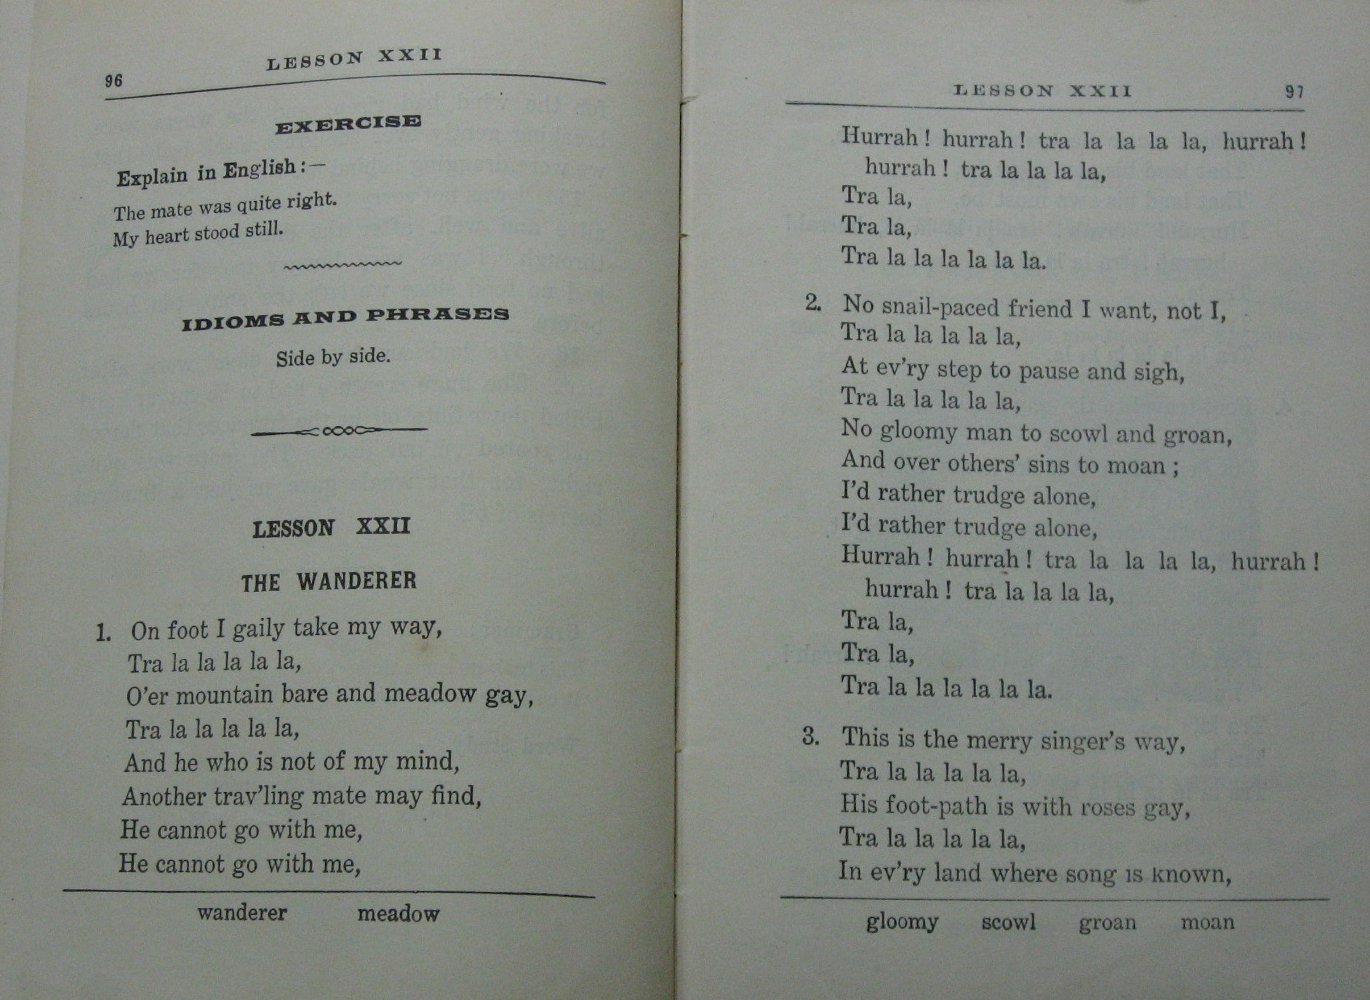 96
LESSON XXII
EXERCISE
Explain in English :—
The mate was quite right.
My heart stood still.
IDIOMS AND PHRASES
Side by side.
LESSON XXII
THE WANDERER
1. On foot I gaily take my way,
Tra la la la la la,
O'er mountain bare and meadow gay,
Tra la la la la la,
And he who is not of my mind,
Another trav'ling mate may find,
He cannot go with me,
He cannot go with me,
wanderer meadow
LESSON XXII 97
Hurrah ! hurrah ! tra la la la la, hurrah !
hurrah ! tra la la la la,
Tra la,
Tra la,
Tra la la la la la la.
2. No snail-paced friend I want, not I,
Tra la la la la la,
At ev'ry step to pause and sigh,
Tra la la la la la,
No gloomy man to scowl and groan,
And over others' sins to moan ;
I'd rather trudge alone,
I'd rather trudge alone,
Hurrah ! hurrah ! tra la la la la, hurrah !
hurrah ! tra la la la la,
Tra la,
Tra la,
Tra la la la la la la.
3. This is the merry singer's way,
Tra la la la la la,
His foot-path is with roses gay,
Tra la la la la la,
In ev'ry land where song is known,
gloomy scowl groan moan